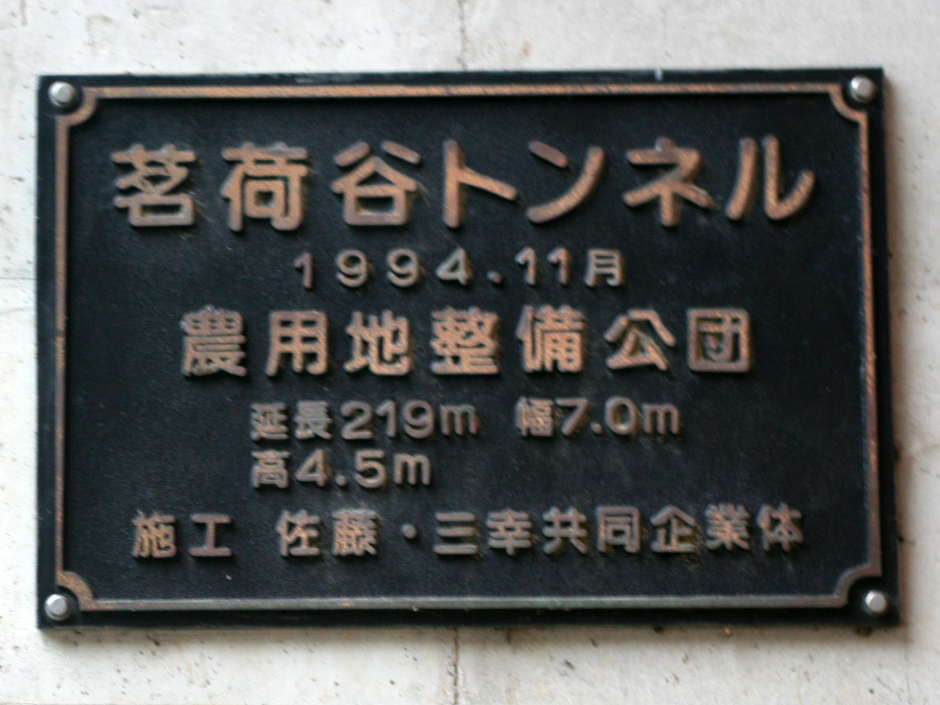 茗荷谷トンネル
1994.11月
農用地整備公団
延長219m 幅7.0m
高4.5m
施工 佐藤・三幸共同企業体